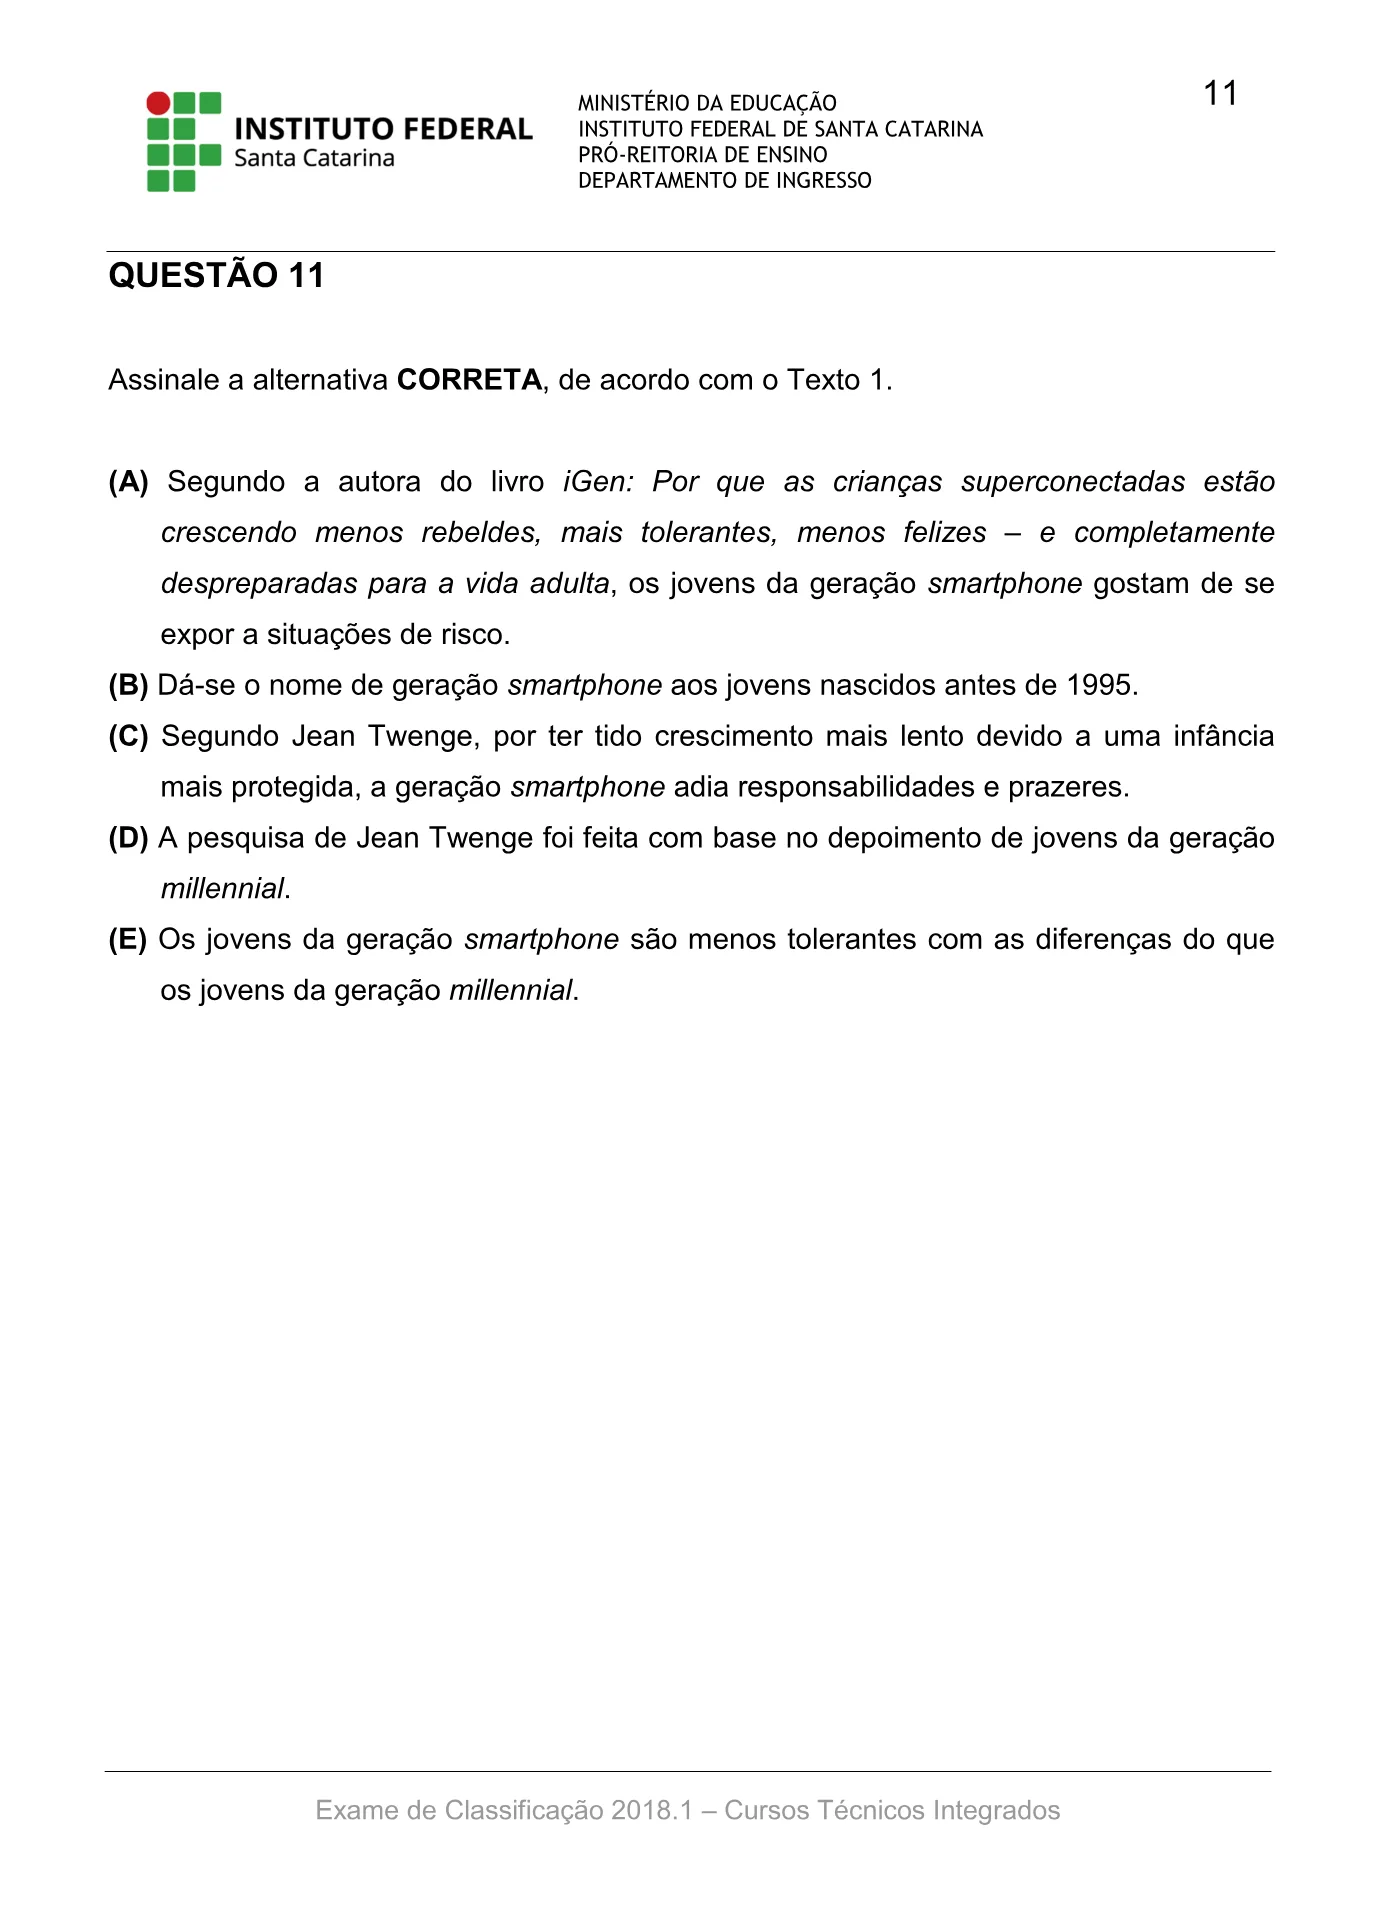 11
INSTITUTO FEDERAL
Santa Catarina
MINISTÉRIO DA EDUCAÇÃO
INSTITUTO FEDERAL DE SANTA CATARINA
PRÓ-REITORIA DE ENSINO
DEPARTAMENTO DE INGRESSO
QUESTÃO 11
Assinale a alternativa CORRETA, de acordo com o Texto 1.
(A) Segundo a autora do livro iGen: Por que as crianças superconectadas estão
crescendo menos rebeldes, mais tolerantes, menos felizes – e completamente
despreparadas para a vida adulta, os jovens da geração smartphone gostam de se
expor a situações de risco.
(B) Dá-se o nome de geração smartphone aos jovens nascidos antes de 1995.
(C) Segundo Jean Twenge, por ter tido crescimento mais lento devido a uma infância
mais protegida, a geração smartphone adia responsabilidades e prazeres.
(D) A pesquisa de Jean Twenge foi feita com base no depoimento de jovens da geração
millennial.
(E) Os jovens da geração smartphone são menos tolerantes com as diferenças do que
os jovens da geração millennial.
Exame de Classificação 2018.1 – Cursos Técnicos Integrados